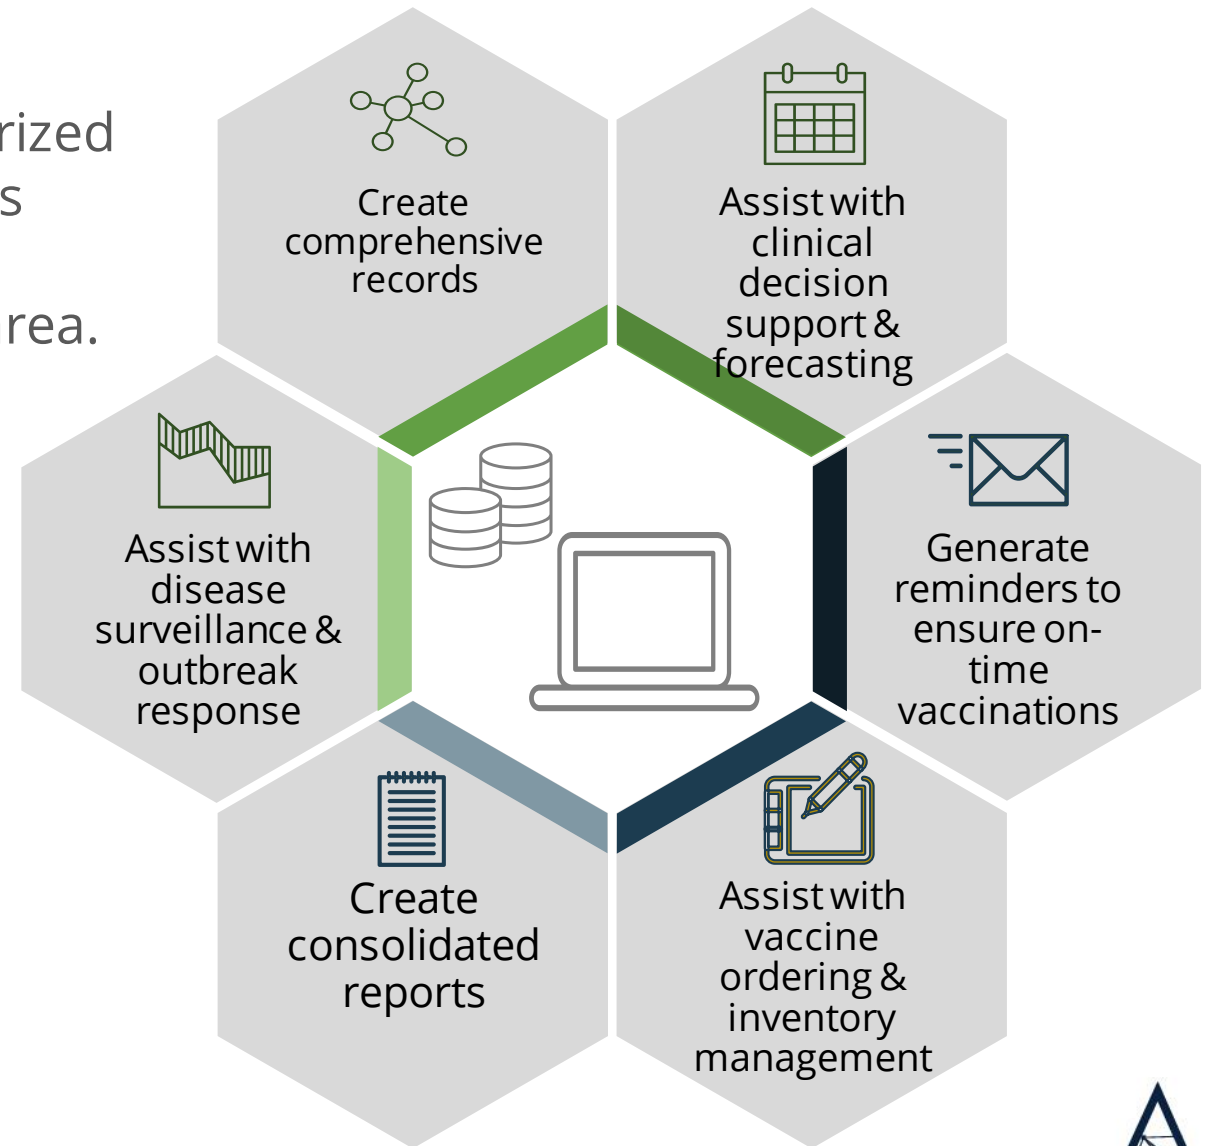 rized
s
rea.
Create
comprehensive
records
Assist with
clinical
decision
support &
forecasting
Assist with
disease
surveillance &
outbreak
response
Generate
reminders to
ensure on-
time
vaccinations
Create
consolidated
reports
Assist with
vaccine
ordering &
inventory
management
A